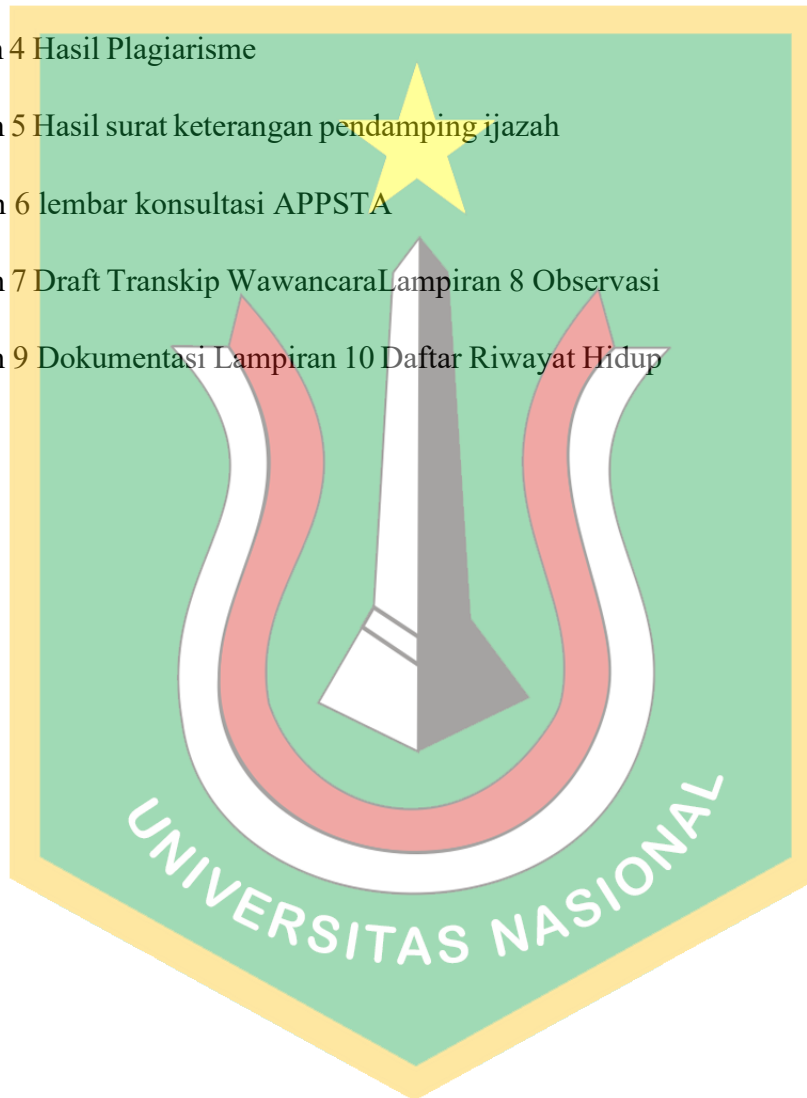 n 4 Hasil Plagiarisme
n 5 Hasil surat keterangan pendamping ijazah
n 6 lembar konsultasi APPSTA
n 7 Draft Transkip WawancaraLampiran 8 Observasi
n 9 Dokumentasi Lampiran 10 Daftar Riwayat Hidup
UNIVERSITAS NASIONAL